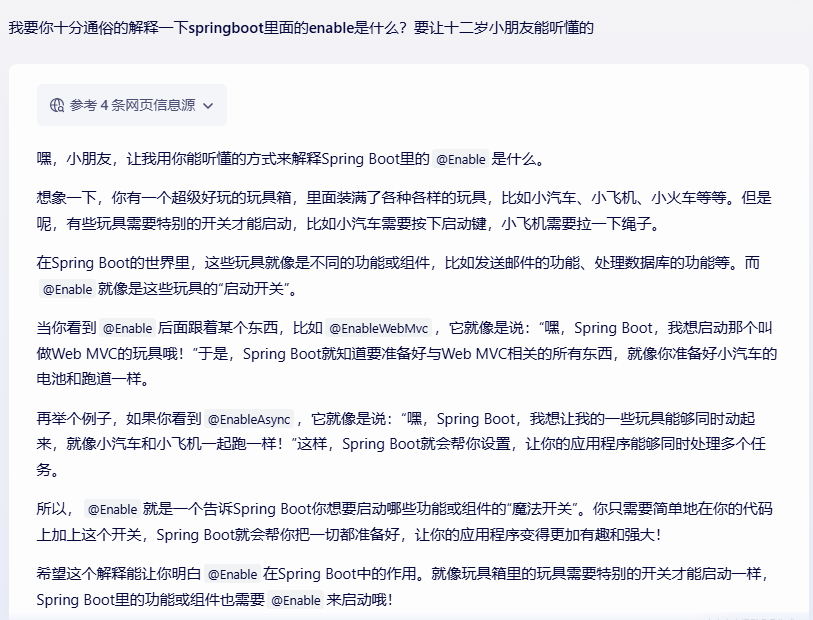 我要你十分通俗的解释一下springboot里面的enable是什么？要让十二岁小朋友能听懂的
参考 4 条网页信息源
嘿，小朋友，让我用你能听懂的方式来解释Spring Boot里的 @Enable 是什么。
想象一下，你有一个超级好玩的玩具箱，里面装满了各种各样的玩具，比如小汽车、小飞机、小火车等等。但是
呢，有些玩具需要特别的开关才能启动，比如小汽车需要按下启动键，小飞机需要拉一下绳子。
在Spring Boot的世界里，这些玩具就像是不同的功能或组件，比如发送邮件的功能、处理数据库的功能等。而
@Enable 就像是这些玩具的“启动开关”。
当你看到 @Enable 后面跟着某个东西，比如 @EnableWebMvc ，它就像是说：“嘿，Spring Boot，我想启动那个叫
做Web MVC的玩具哦！”于是，Spring Boot就知道要准备好与Web MVC相关的所有东西，就像你准备好小汽车的
电池和跑道一样。
再举个例子，如果你看到 @EnableAsync ，它就像是说：“嘿，Spring Boot，我想让我的一些玩具能够同时动起
来，就像小汽车和小飞机一起跑一样！”这样，Spring Boot就会帮你设置，让你的应用程序能够同时处理多个任
务。
所以， @Enable 就是一个告诉Spring Boot你想要启动哪些功能或组件的“魔法开关”。你只需要简单地在你的代码
上加上这个开关，Spring Boot就会帮你把一切都准备好，让你的应用程序变得更加有趣和强大！
希望这个解释能让你明白 @Enable 在Spring Boot中的作用。就像玩具箱里的玩具需要特别的开关才能启动一样，
Spring Boot里的功能或组件也需要 @Enable 来启动哦！